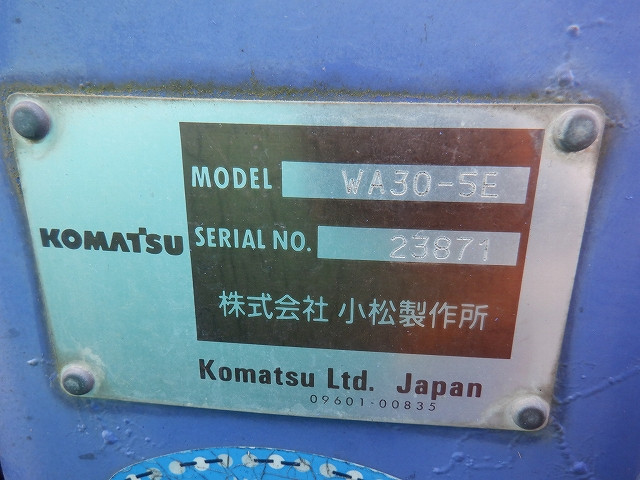 KOMATSU
MODEL WA30-5E
SERIAL NO. 23871
株式会社 小松製作所
Komatsu Ltd. Japan
09601-00835